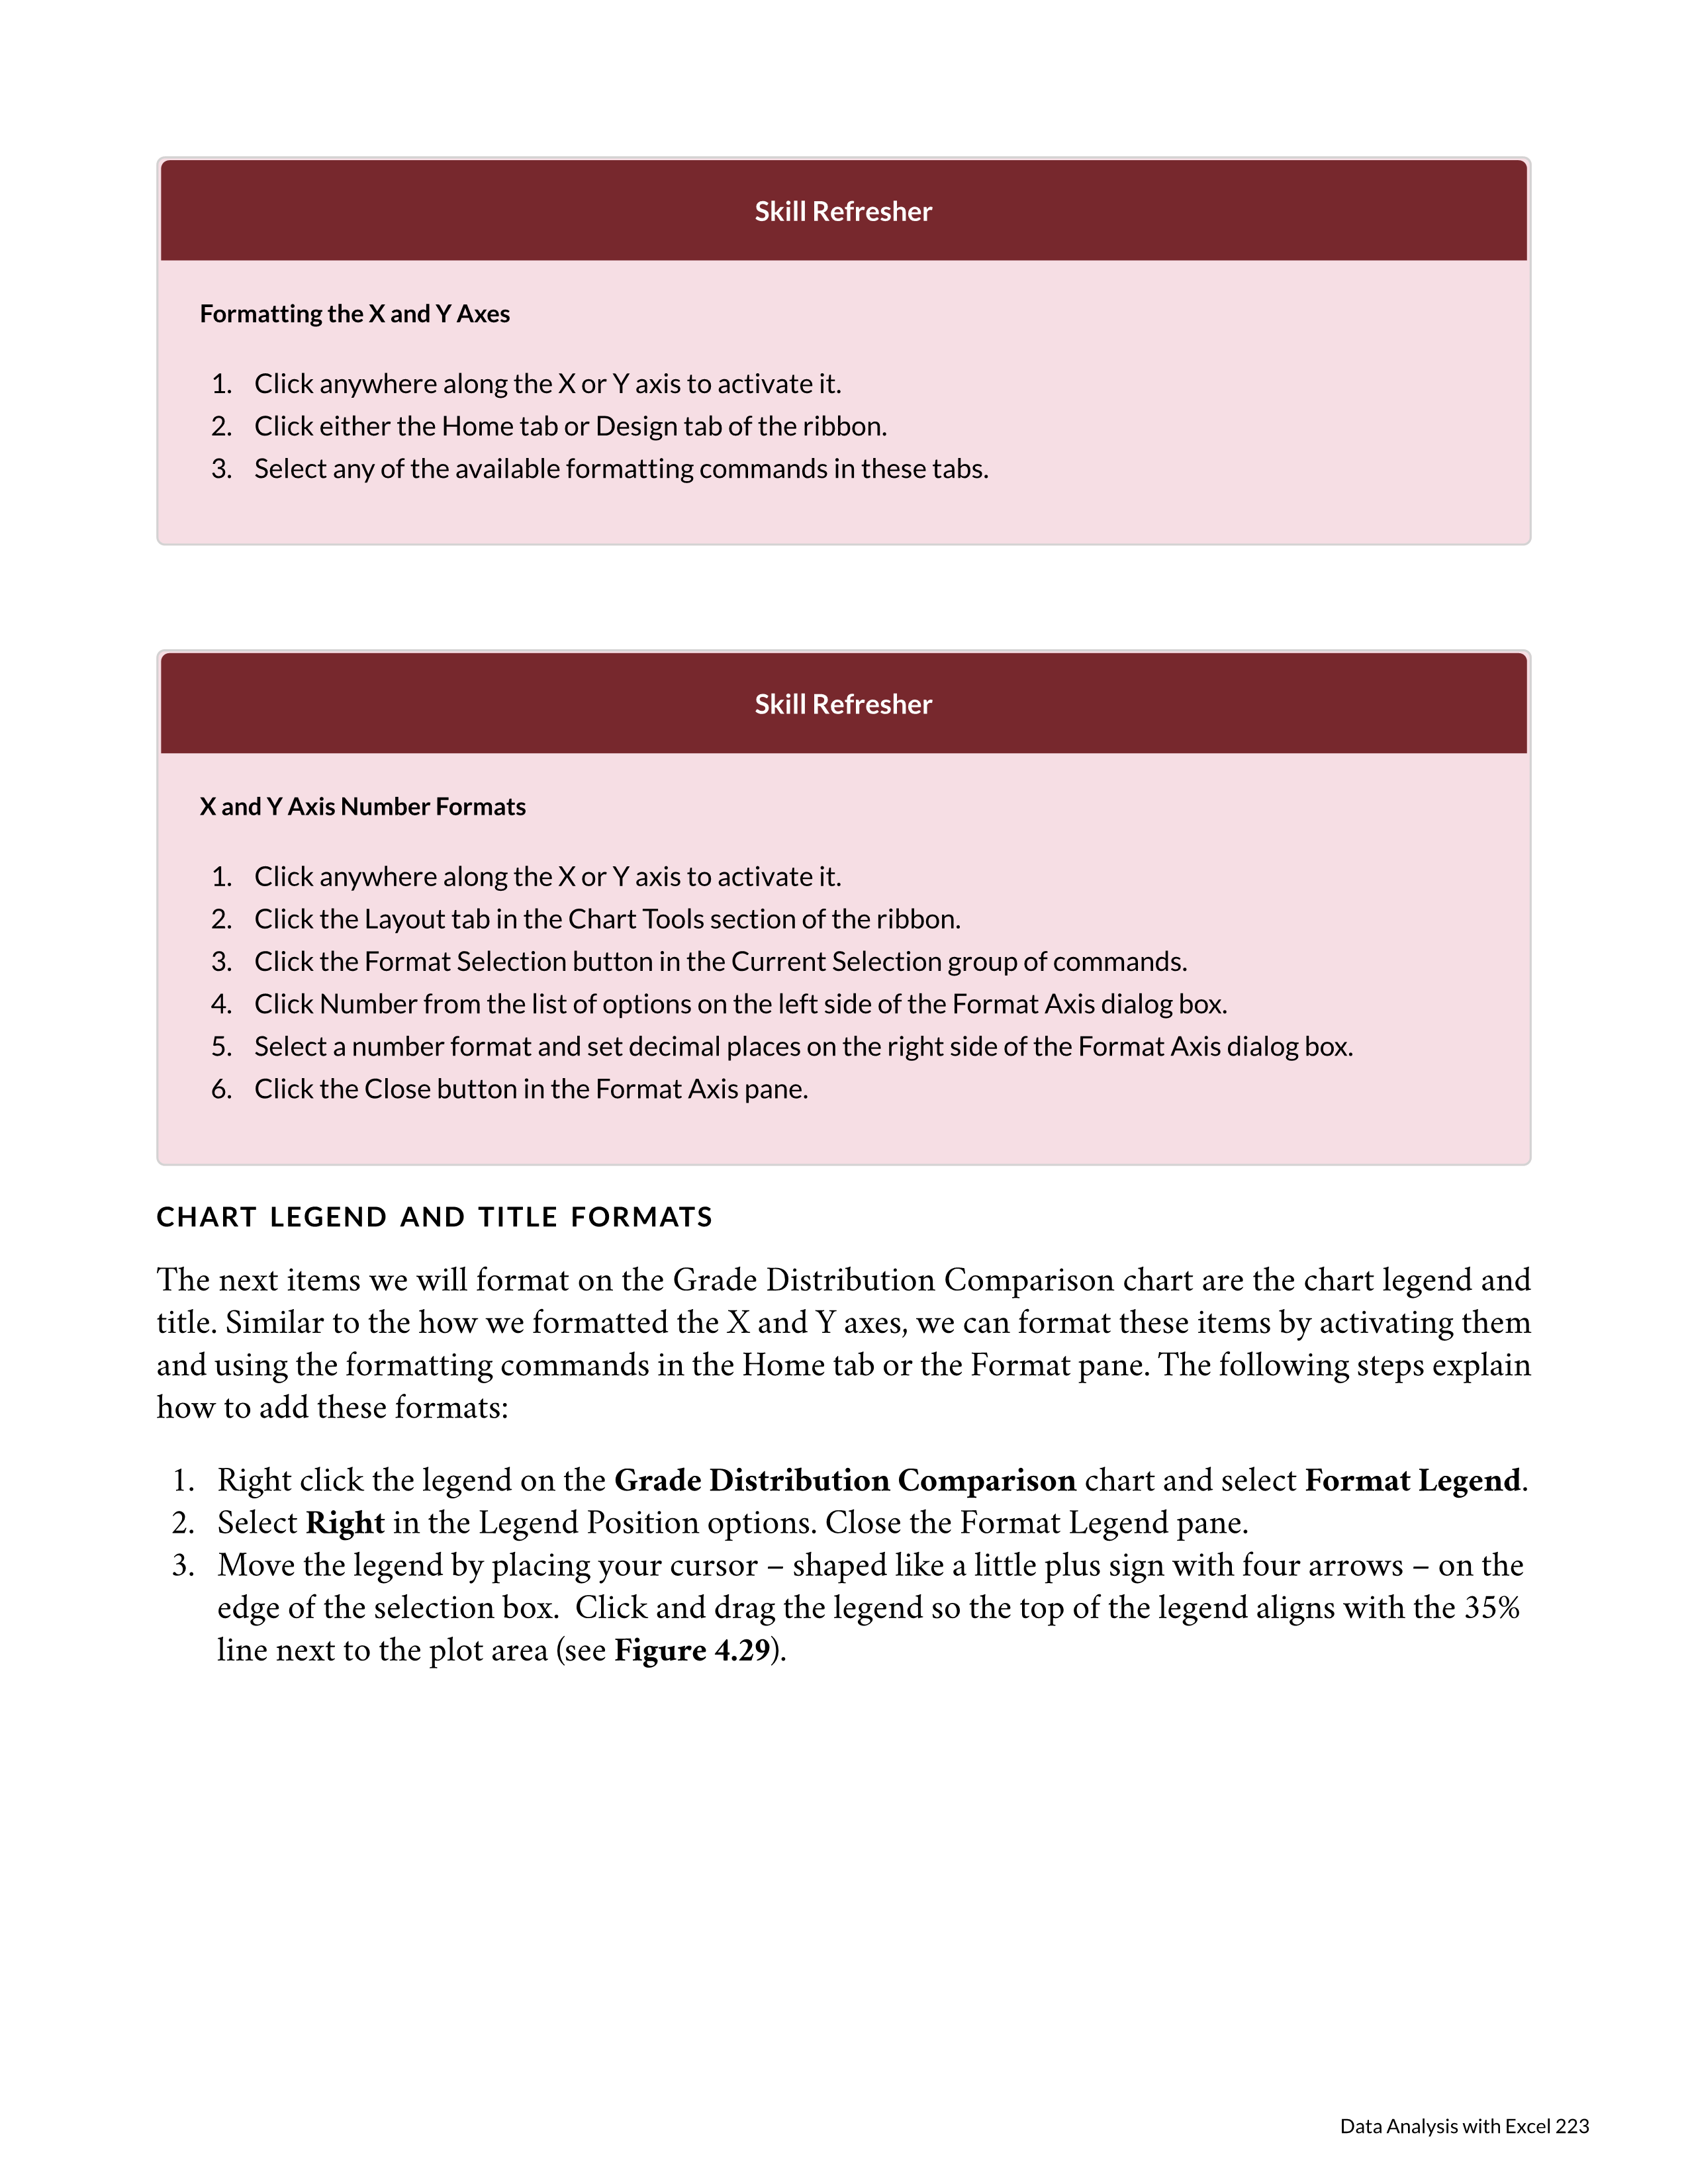 Skill Refresher
Formatting the X and Y Axes
1. Click anywhere along the X or Y axis to activate it.
2. Click either the Home tab or Design tab of the ribbon.
3. Select any of the available formatting commands in these tabs.
Skill Refresher
X and Y Axis Number Formats
1. Click anywhere along the X or Y axis to activate it.
2. Click the Layout tab in the Chart Tools section of the ribbon.
3. Click the Format Selection button in the Current Selection group of commands.
4. Click Number from the list of options on the left side of the Format Axis dialog box.
5. Select a number format and set decimal places on the right side of the Format Axis dialog box.
6. Click the Close button in the Format Axis pane.
CHART LEGEND AND TITLE FORMATS
The next items we will format on the Grade Distribution Comparison chart are the chart legend and
title. Similar to the how we formatted the X and Y axes, we can format these items by activating them
and using the formatting commands in the Home tab or the Format pane. The following steps explain
how to add these formats:
1. Right click the legend on the Grade Distribution Comparison chart and select Format Legend.
2. Select Right in the Legend Position options. Close the Format Legend pane.
3. Move the legend by placing your cursor – shaped like a little plus sign with four arrows – on the
edge of the selection box.  Click and drag the legend so the top of the legend aligns with the 35%
line next to the plot area (see Figure 4.29).
Data Analysis with Excel 223